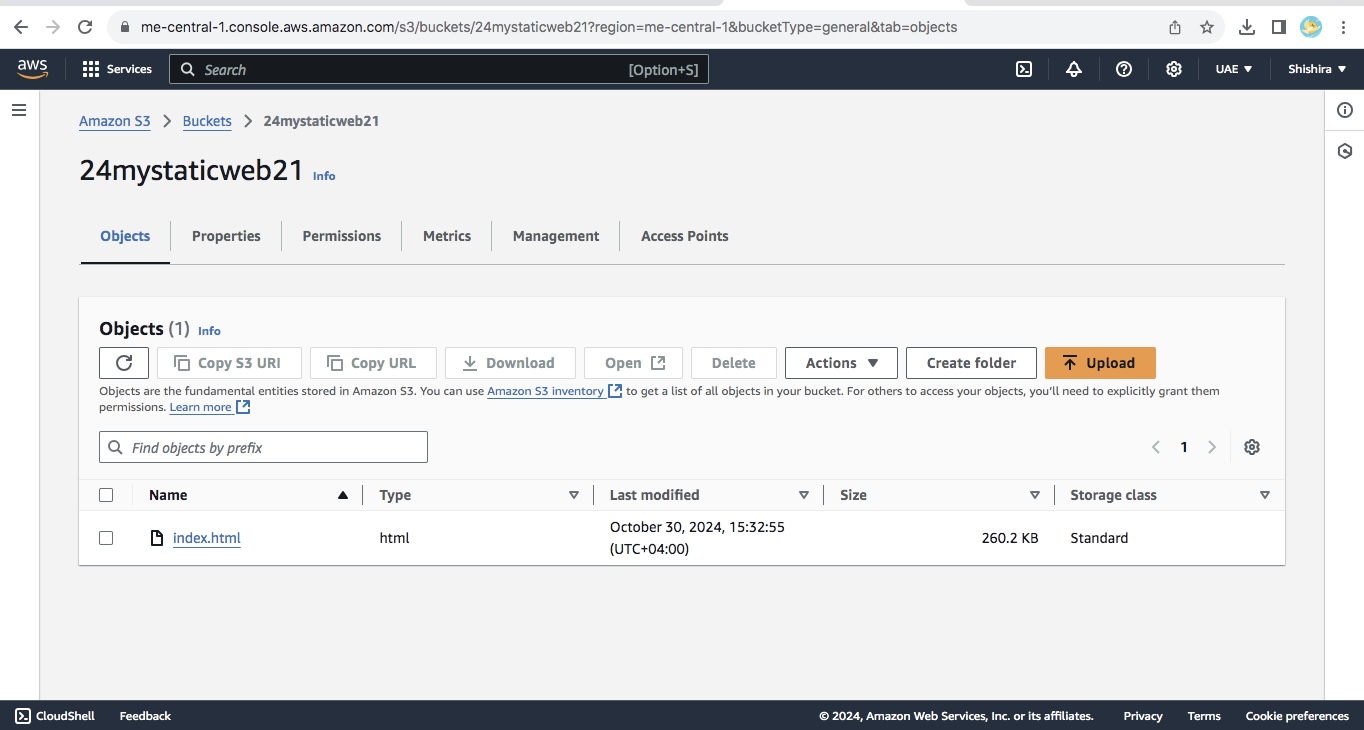 me-central-1.console.aws.amazon.com/s3/buckets/24mystaticweb21?region=me-central-1&bucketType=general&tab=objects
aws Services Search [Option+S] UAE Shishira
Amazon S3 > Buckets > 24mystaticweb21
24mystaticweb21 Info
Objects Properties Permissions Metrics Management Access Points
Objects (1) Info
Copy S3 URI Copy URL Download Open Delete Actions Create folder Upload
Objects are the fundamental entities stored in Amazon S3. You can use Amazon S3 inventory to get a list of all objects in your bucket. For others to access your objects, you'll need to explicitly grant them
permissions. Learn more
Find objects by prefix 1
Name Type Last modified Size Storage class
index.html html October 30, 2024, 15:32:55 260.2 KB Standard
(UTC+04:00)
CloudShell Feedback © 2024, Amazon Web Services, Inc. or its affiliates. Privacy Terms Cookie preferences